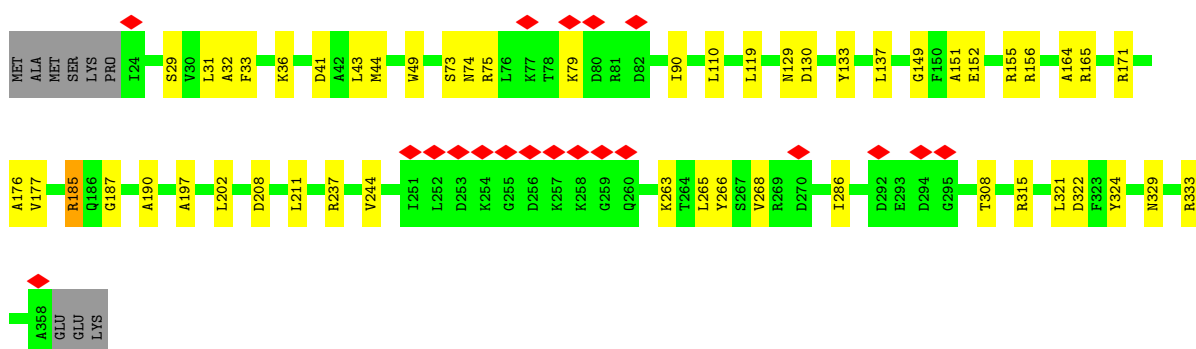 MET ALA MET SER LYS PRO I24 S29 V30 L31 A32 F33 K36 D41 A42 L43 M44 W49 S73 N74 R75 L76 K77 T78 K79 D80 R81 D82 I90 L110 L119 N129 D130 Y133 L137 G149 F150 A151 E152 R155 R156 A164 R165 R171
A176 V177 R185 Q186 G187 A190 A197 L202 D208 L211 R237 V244 I251 L252 D253 K254 G255 D256 K257 K258 G259 Q260 K263 T264 L265 Y266 S267 V268 R269 D270 I286 D292 E293 D294 G295 T308 R315 L321 D322 F323 Y324 N329 R333
A358 GLU GLU LYS